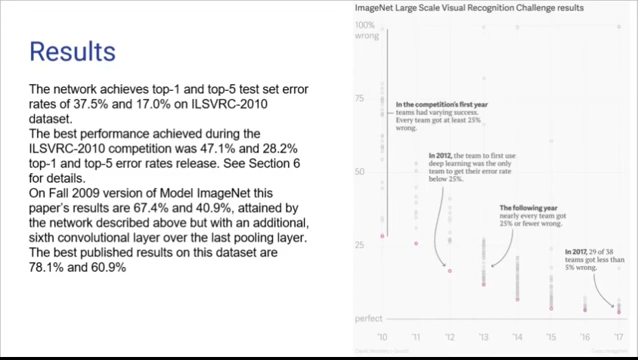 Results
The network achieves top-1 and top-5 test set error
rates of 37.5% and 17.0% on ILSVRC-2010
dataset.
The best performance achieved during the
ILSVRC-2010 competition was 47.1% and 28.2%
top-1 and top-5 error rates release. See Section 6
for details.
On Fall 2009 version of Model ImageNet this
paper's results are 67.4% and 40.9%, attained by
the network described above but with an additional,
sixth convolutional layer over the last pooling layer.
The best published results on this dataset are
78.1% and 60.9%
ImageNet Large Scale Visual Recognition Challenge results
100%
wrong
75
In the competition's first year
teams had varying success.
Every team got at least 25%
wrong.
In 2012, the team to first use
deep learning was the only
team to get their error rate
below 25%.
50
The following year
nearly every team got
25% or fewer wrong.
25
In 2017, 29 of 38
teams got less than
5% wrong.
perfect
'10 '11 '12 '13 '14 '15 '16 '17